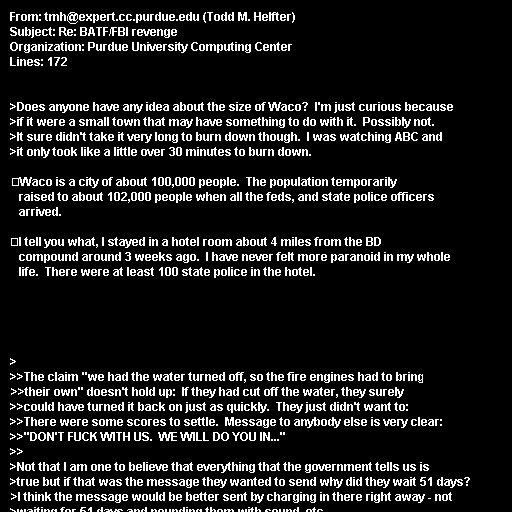 From: tmh@expert.cc.purdue.edu (Todd M. Helfter)
Subject: Re: BATF/FBI revenge
Organization: Purdue University Computing Center
Lines: 172
>Does anyone have any idea about the size of Waco?  I'm just curious because
>if it were a small town that may have something to do with it.  Possibly not.
>It sure didn't take it very long to burn down though.  I was watching ABC and
>it only took like a little over 30 minutes to burn down.
Waco is a city of about 100,000 people.  The population temporarily
raised to about 102,000 people when all the feds, and state police officers
arrived.
I tell you what, I stayed in a hotel room about 4 miles from the BD
compound around 3 weeks ago.  I have never felt more paranoid in my whole
life.  There were at least 100 state police in the hotel.
>
>>The claim "we had the water turned off, so the fire engines had to bring
>>their own" doesn't hold up:  If they had cut off the water, they surely
>>could have turned it back on just as quickly.  They just didn't want to:
>>There were some scores to settle.  Message to anybody else is very clear:
>>"DON'T FUCK WITH US.  WE WILL DO YOU IN..."
>>
>Not that I am one to believe that everything that the government tells us is
>true but if that was the message they wanted to send why did they wait 51 days?
>I think the message would be better sent by charging in there right away - not
>waiting for 51 days and pounding them with sound, etc.